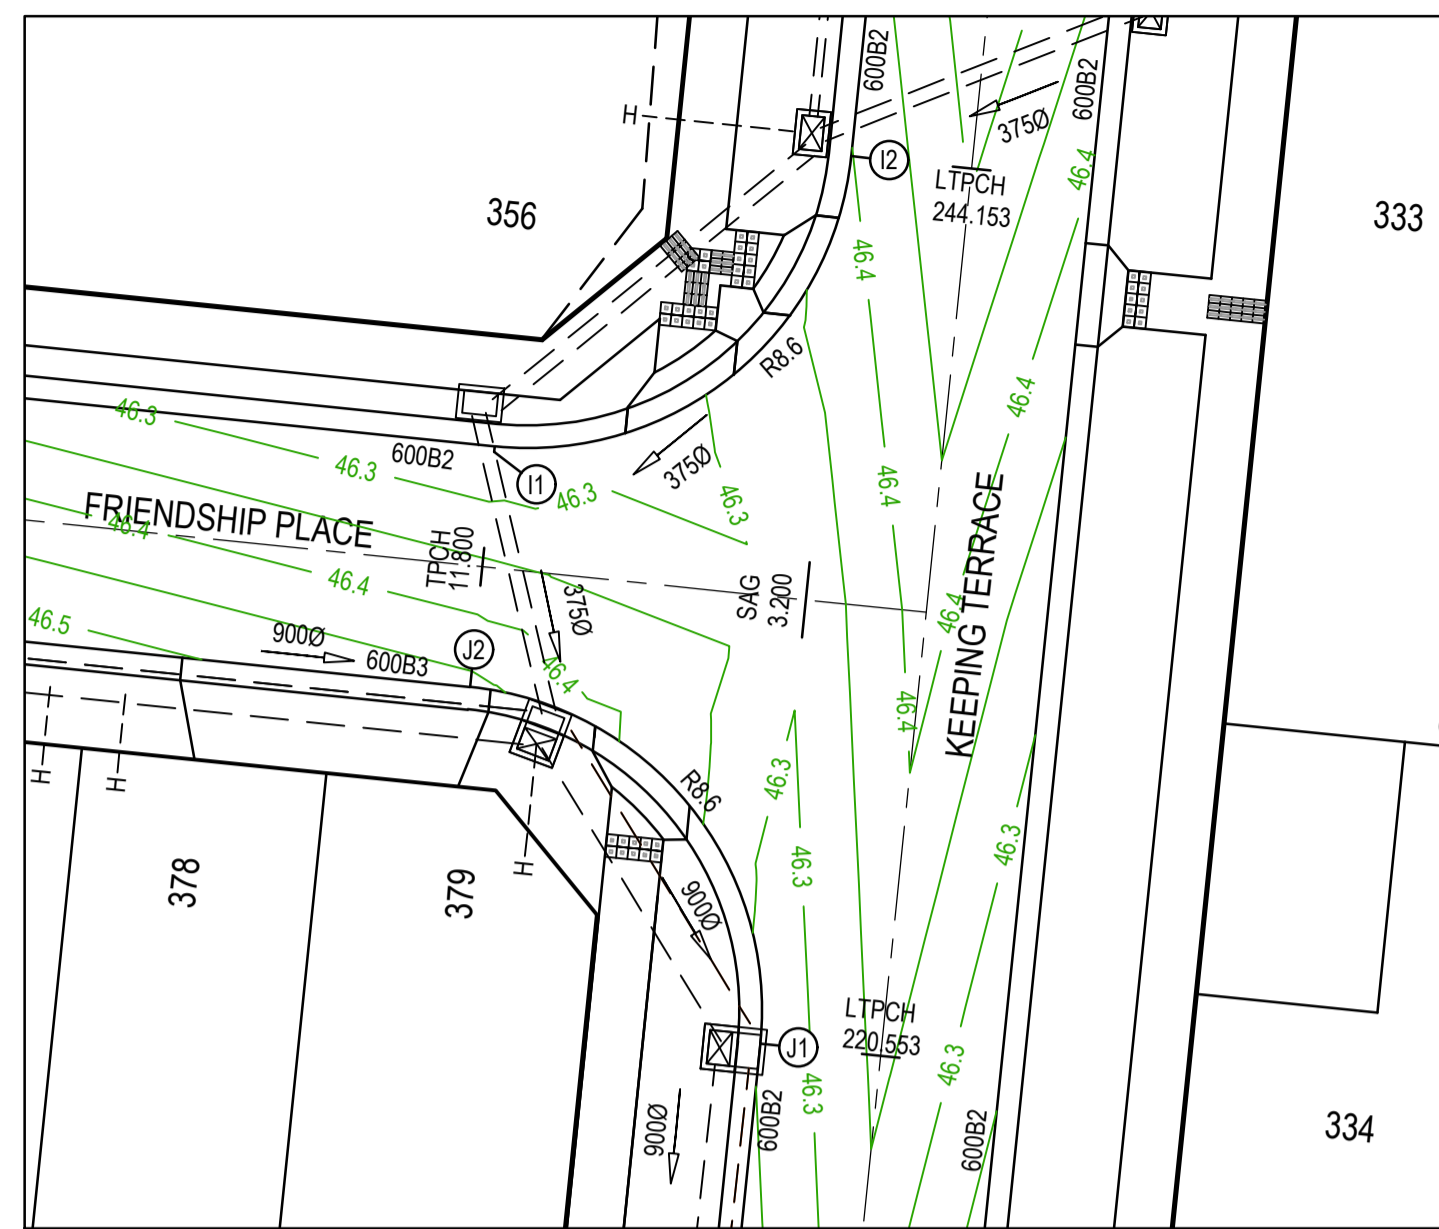 600B2
600B2
H
I2
375Ø
46.4
LTPCH
244.153
356
333
46.4
R8.6
46.3
46.4
600B2
46.3
I1
46.3
375Ø
46.3
46.4
FRIENDSHIP PLACE
46.4
TPCH
11.800
46.4
375Ø
SAG
3.200
KEEPING TERRACE
46.4
46.5
900Ø
600B3
J2
46.4
46.4
H
H
R8.6
46.3
46.3
46.3
H
378
379
900Ø
LTPCH
220.553
J1
46.3
46.3
900Ø
600B2
600B2
334